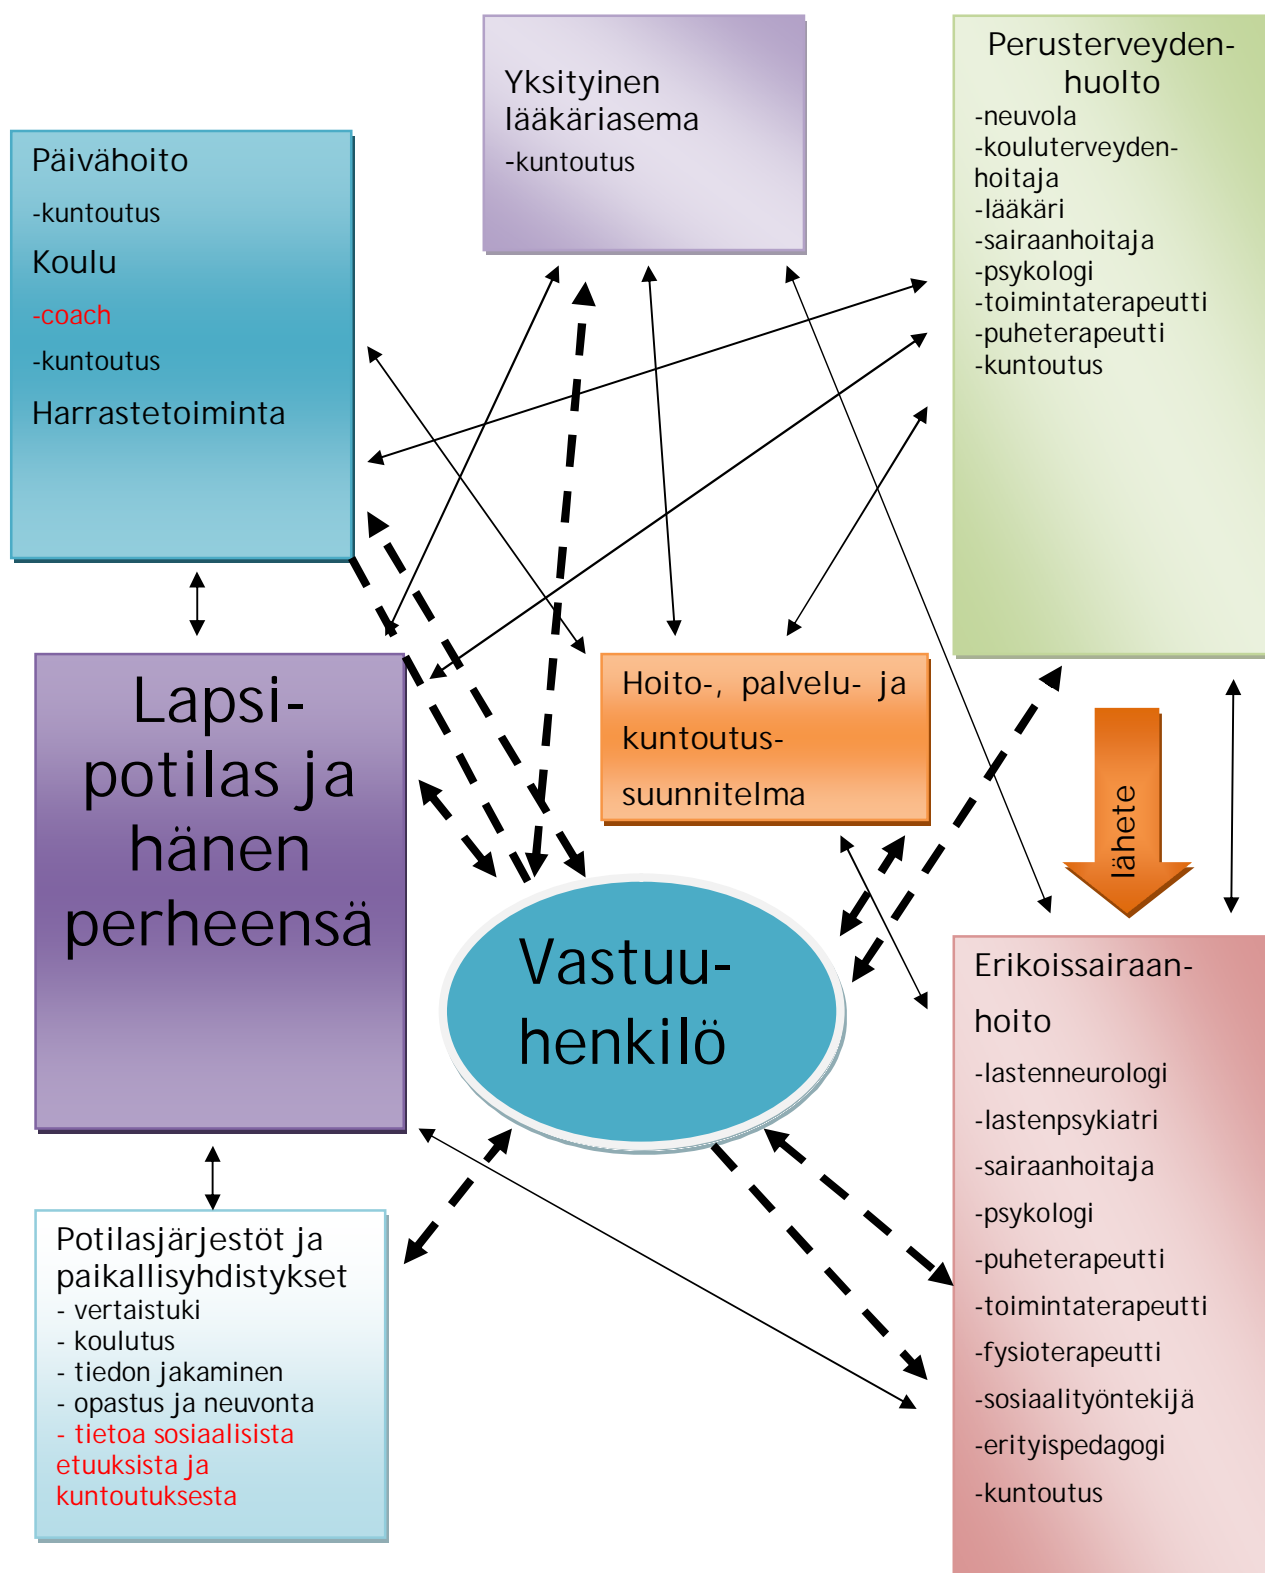 Päivähoito
-kuntoutus
Koulu
-coach
-kuntoutus
Harrastetoiminta
Yksityinen
lääkäriasema
-kuntoutus
Perusterveyden-
huolto
-neuvola
-kouluterveyden-
hoitaja
-lääkäri
-sairaanhoitaja
-psykologi
-toimintaterapeutti
-puheterapeutti
-kuntoutus
Lapsi-
potilas ja
hänen
perheensä
Hoito-, palvelu- ja
kuntoutus-
suunnitelma
lähete
Vastuu-
henkilö
Erikoissairaan-
hoito
-lastenneurologi
-lastenpsykiatri
-sairaanhoitaja
-psykologi
-puheterapeutti
-toimintaterapeutti
-fysioterapeutti
-sosiaalityöntekijä
-erityispedagogi
-kuntoutus
Potilasjärjestöt ja
paikallisyhdistykset
- vertaistuki
- koulutus
- tiedon jakaminen
- opastus ja neuvonta
- tietoa sosiaalisista
etuuksista ja
kuntoutuksesta